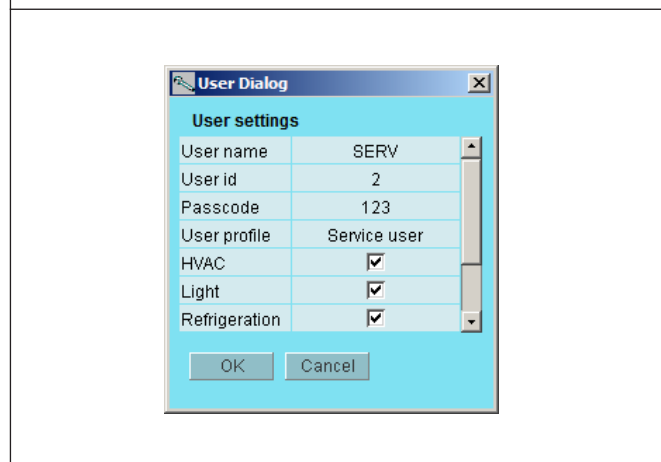 User Dialog
User settings
User name SERV
User id 2
Passcode 123
User profile Service user
HVAC
Light
Refrigeration
OK Cancel